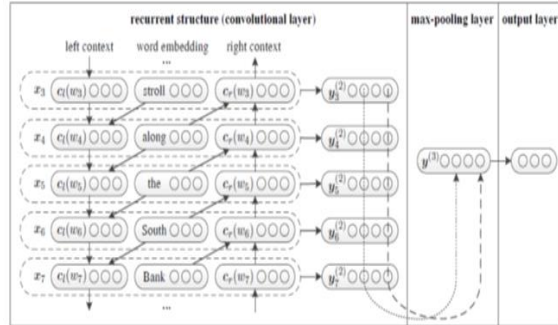 recurrent structure (convolutional layer) max-pooling layer output layer
left context word embedding right context
...
x₃ cₗ(w₃) stroll cᵣ(w₃) y₃⁽²⁾
x₄ cₗ(w₄) along cᵣ(w₄) y₄⁽²⁾
y⁽³⁾
x₅ cₗ(w₅) the cᵣ(w₅) y₅⁽²⁾
x₆ cₗ(w₆) South cᵣ(w₆) y₆⁽²⁾
x₇ cₗ(w₇) Bank cᵣ(w₇) y₇⁽²⁾
...